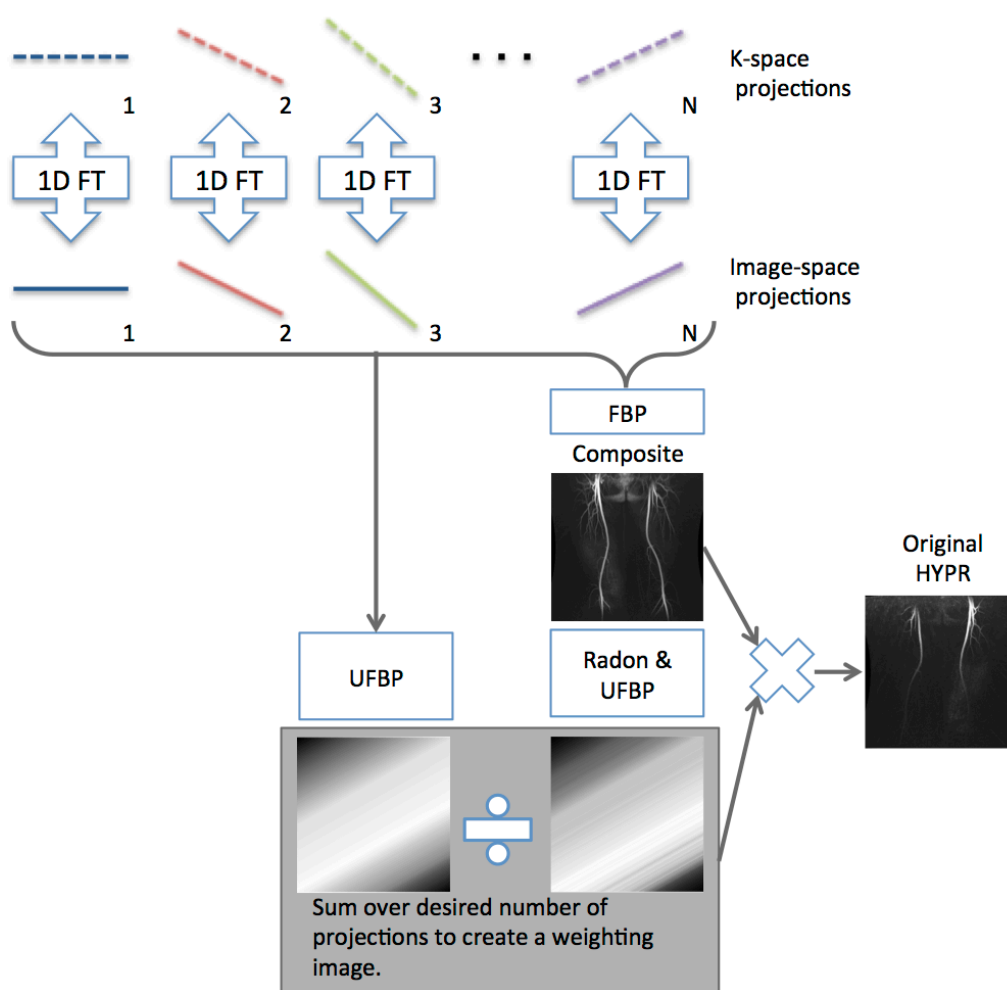 K-space
projections
1
2
3
N
1D FT
1D FT
1D FT
1D FT
Image-space
projections
1
2
3
N
FBP
Composite
Original
HYPR
UFBP
Radon &
UFBP
Sum over desired number of
projections to create a weighting
image.